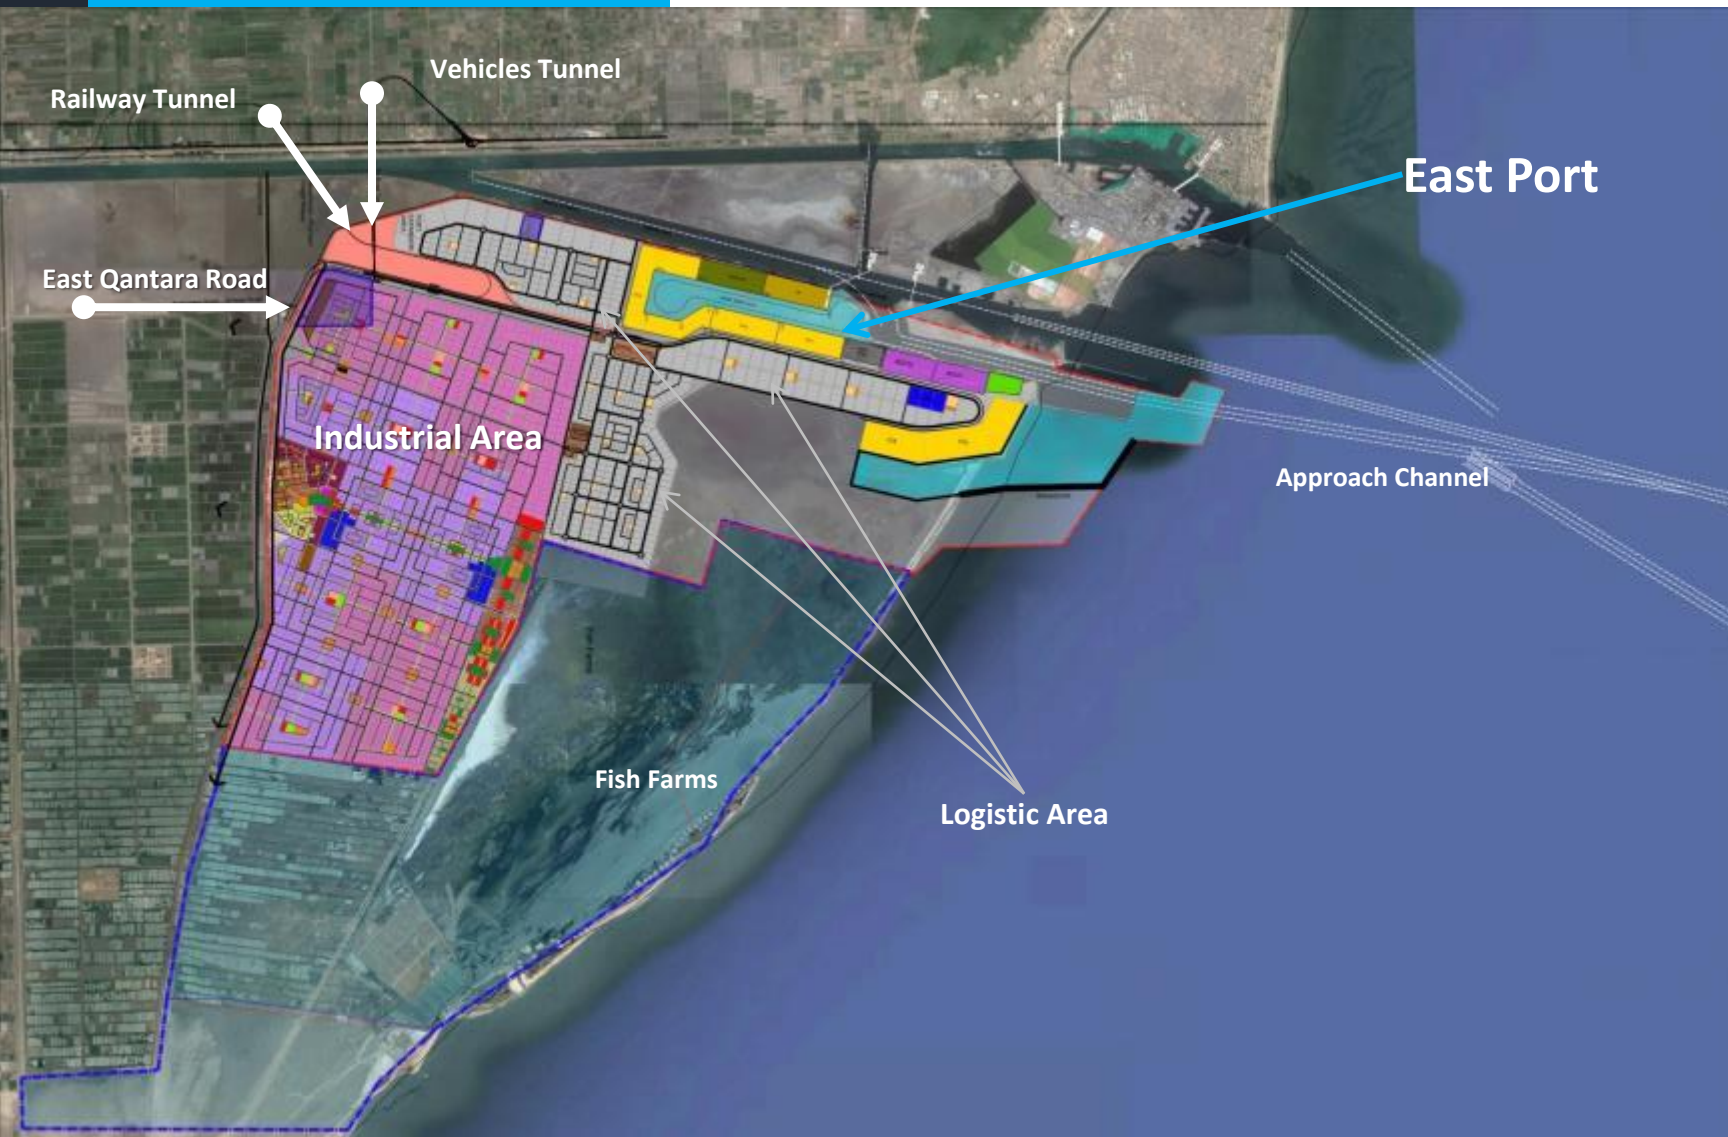 Vehicles Tunnel
Railway Tunnel
East Port
East Qantara Road
Industrial Area
Approach Channel
Fish Farms
Logistic Area